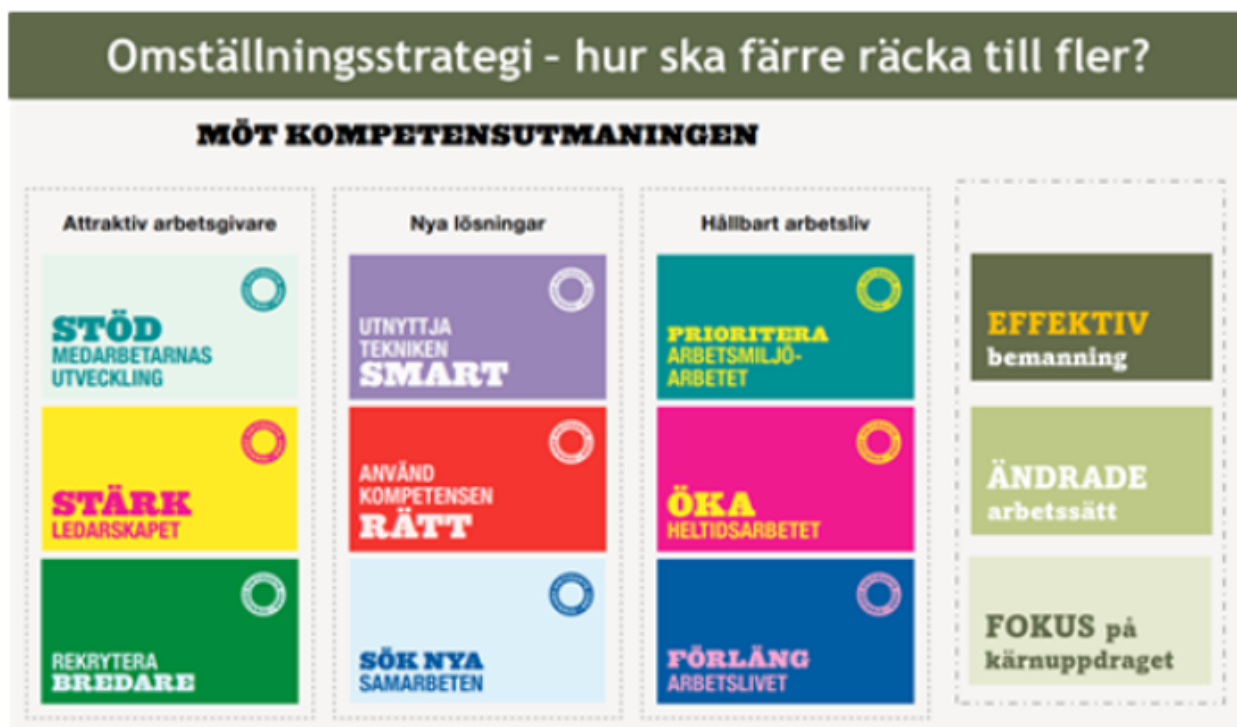 Omställningsstrategi – hur ska färre räcka till fler?
MÖT KOMPETENSUTMANINGEN
Attraktiv arbetsgivare
STÖD
MEDARBETARNAS
UTVECKLING
STÄRK
LEDARSKAPET
REKRYTERA
BREDARE
Nya lösningar
UTNYTTJA
TEKNIKEN
SMART
ANVÄND
KOMPETENSEN
RÄTT
SÖK NYA
SAMARBETEN
Hållbart arbetsliv
PRIORITERA
ARBETSMILJÖ-
ARBETET
ÖKA
HELTIDSARBETET
FÖRLÄNG
ARBETSLIVET
EFFEKTIV
bemanning
ÄNDRADE
arbetssätt
FOKUS på
kärnuppdraget